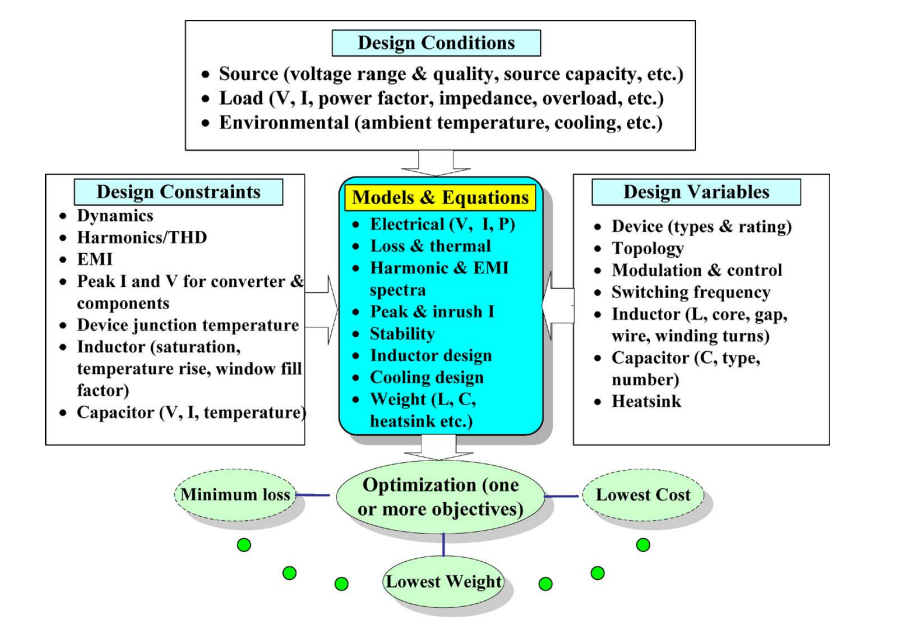 Design Conditions
• Source (voltage range & quality, source capacity, etc.)
• Load (V, I, power factor, impedance, overload, etc.)
• Environmental (ambient temperature, cooling, etc.)
Design Constraints
• Dynamics
• Harmonics/THD
• EMI
• Peak I and V for converter &
components
• Device junction temperature
• Inductor (saturation,
temperature rise, window fill
factor)
• Capacitor (V, I, temperature)
Models & Equations
• Electrical (V, I, P)
• Loss & thermal
• Harmonic & EMI
spectra
• Peak & inrush I
• Stability
• Inductor design
• Cooling design
• Weight (L, C,
heatsink etc.)
Design Variables
• Device (types & rating)
• Topology
• Modulation & control
• Switching frequency
• Inductor (L, core, gap,
wire, winding turns)
• Capacitor (C, type,
number)
• Heatsink
Minimum loss
Optimization (one
or more objectives)
Lowest Cost
Lowest Weight